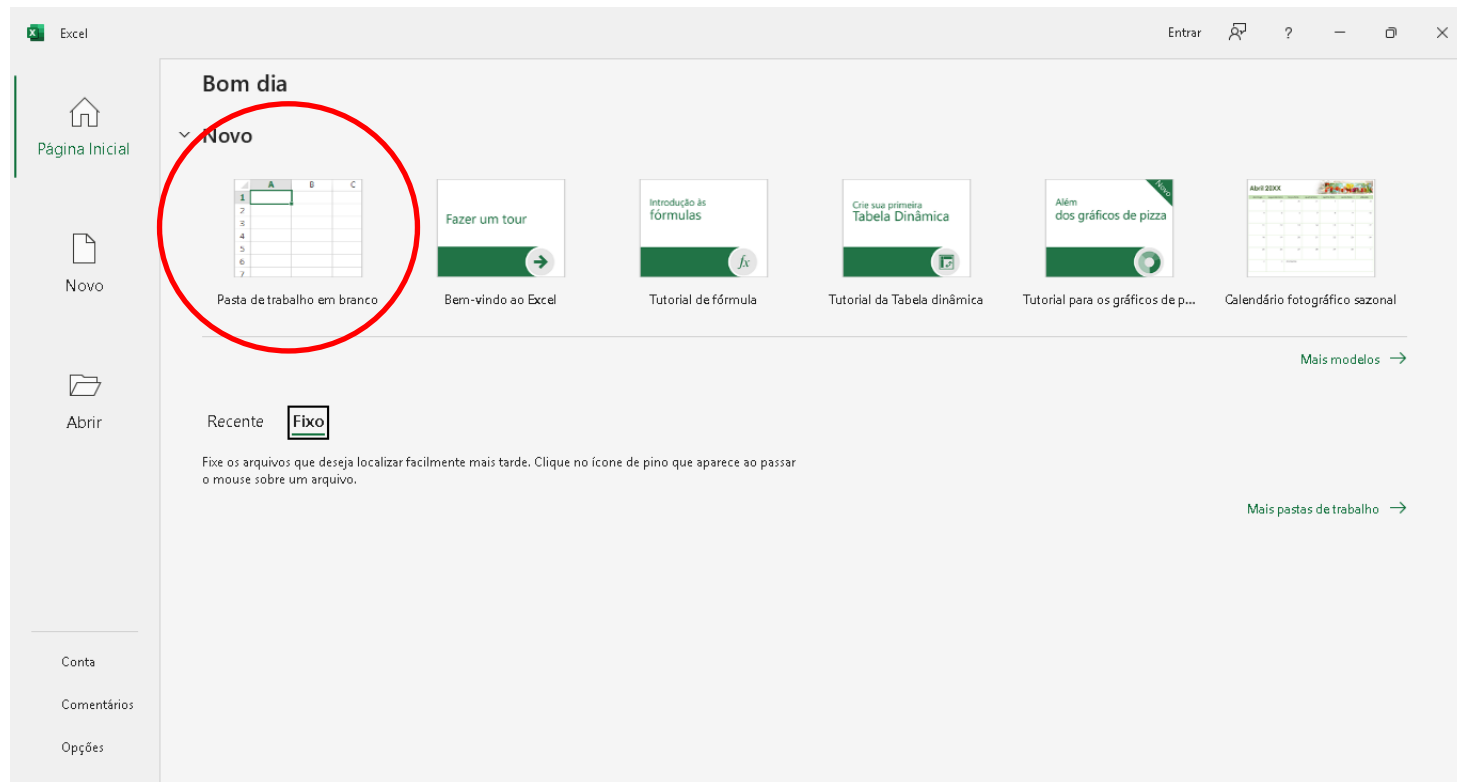 Excel
Entrar
?
Bom dia
Novo
Página Inicial
Novo
Abrir
A B C
1
2
3
4
5
6
7
Pasta de trabalho em branco
Fazer um tour
Bem-vindo ao Excel
Introdução às
fórmulas
fx
Tutorial de fórmula
Crie sua primeira
Tabela Dinâmica
Tutorial da Tabela dinâmica
Novo
Além
dos gráficos de pizza
Tutorial para os gráficos de p...
Abril 20XX
Calendário fotográfico sazonal
Mais modelos
Recente Fixo
Fixe os arquivos que deseja localizar facilmente mais tarde. Clique no ícone de pino que aparece ao passar
o mouse sobre um arquivo.
Mais pastas de trabalho
Conta
Comentários
Opções